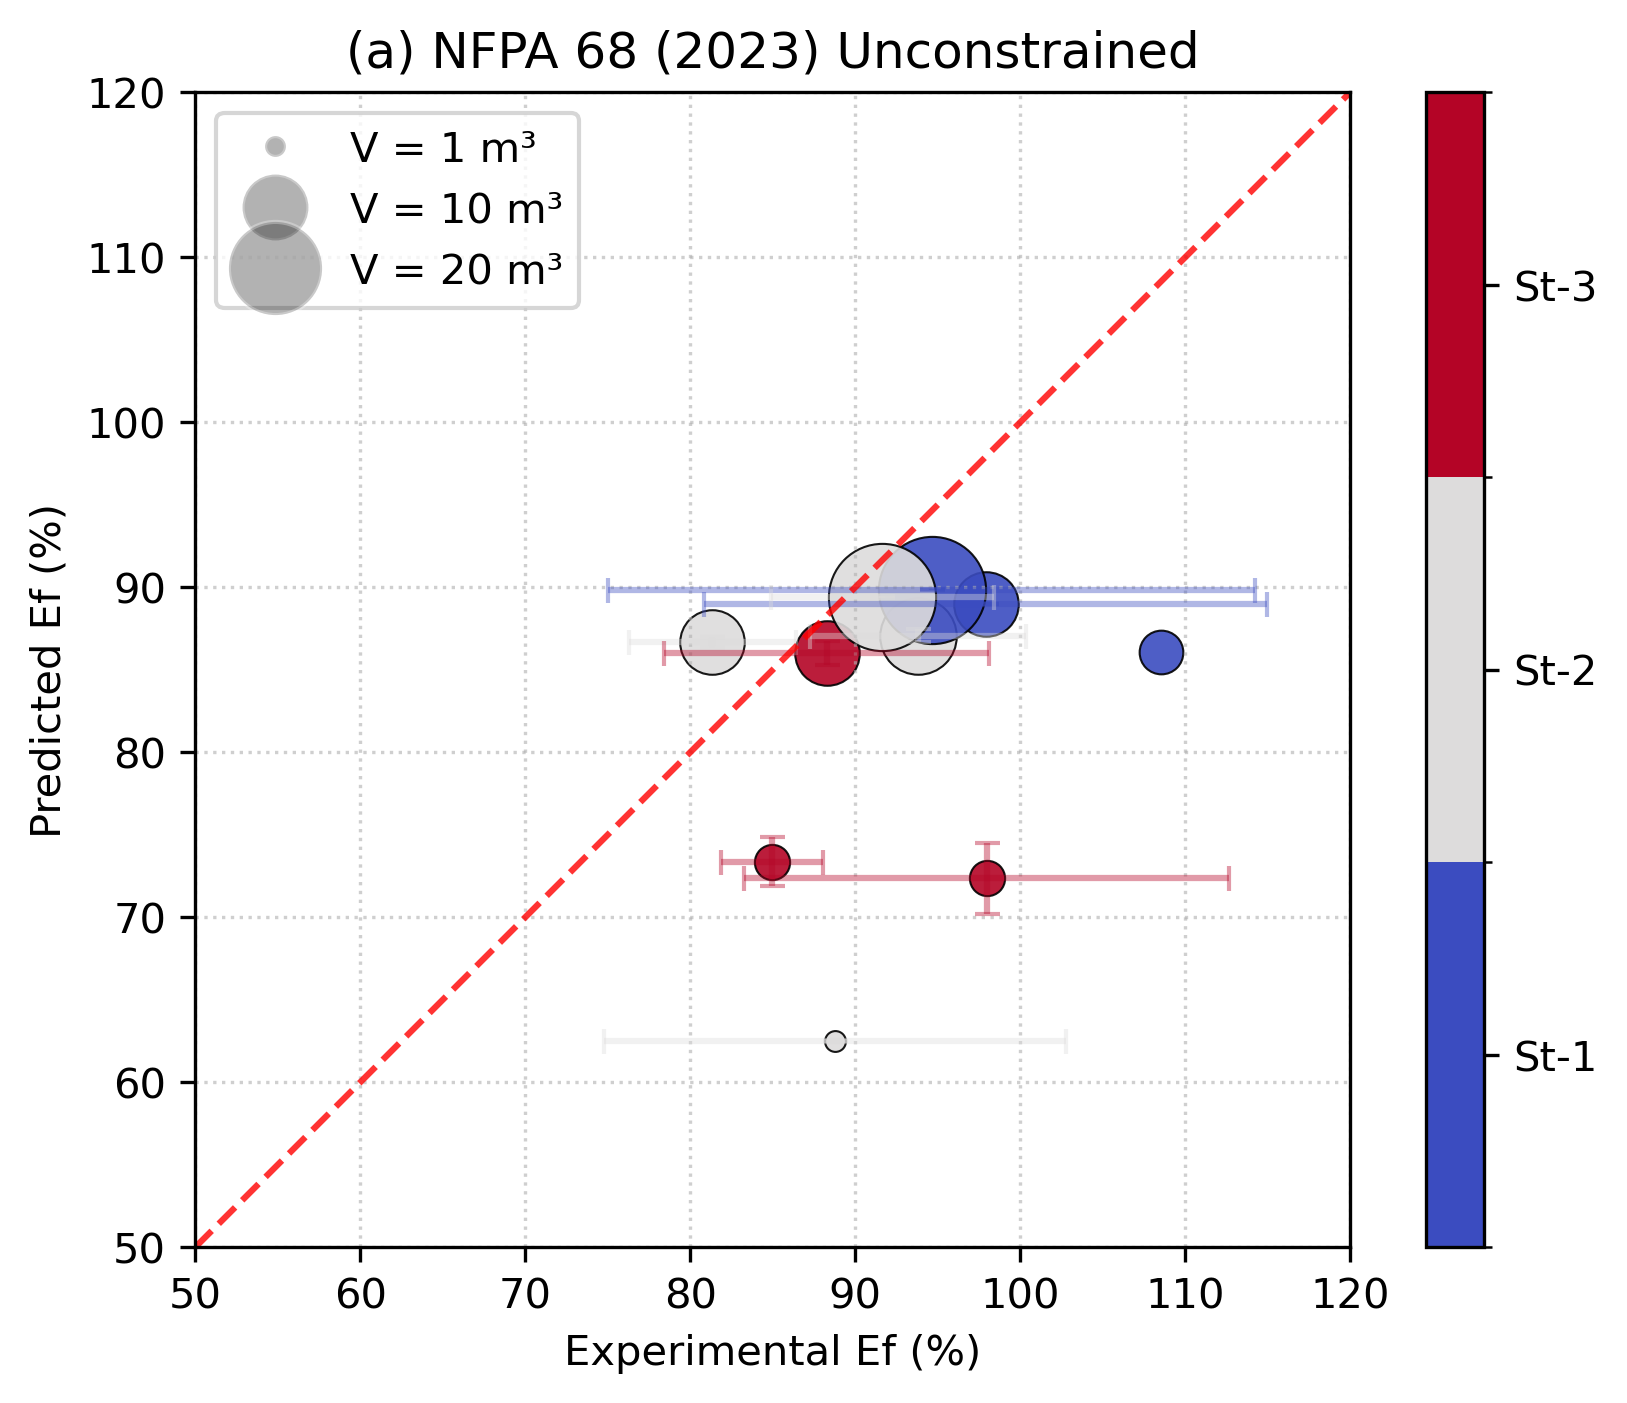 (a) NFPA 68 (2023) Unconstrained
120
110
100
90
80
70
60
50
Predicted Ef (%)
V = 1 m³
V = 10 m³
V = 20 m³
50 60 70 80 90 100 110 120
Experimental Ef (%)
St-3
St-2
St-1